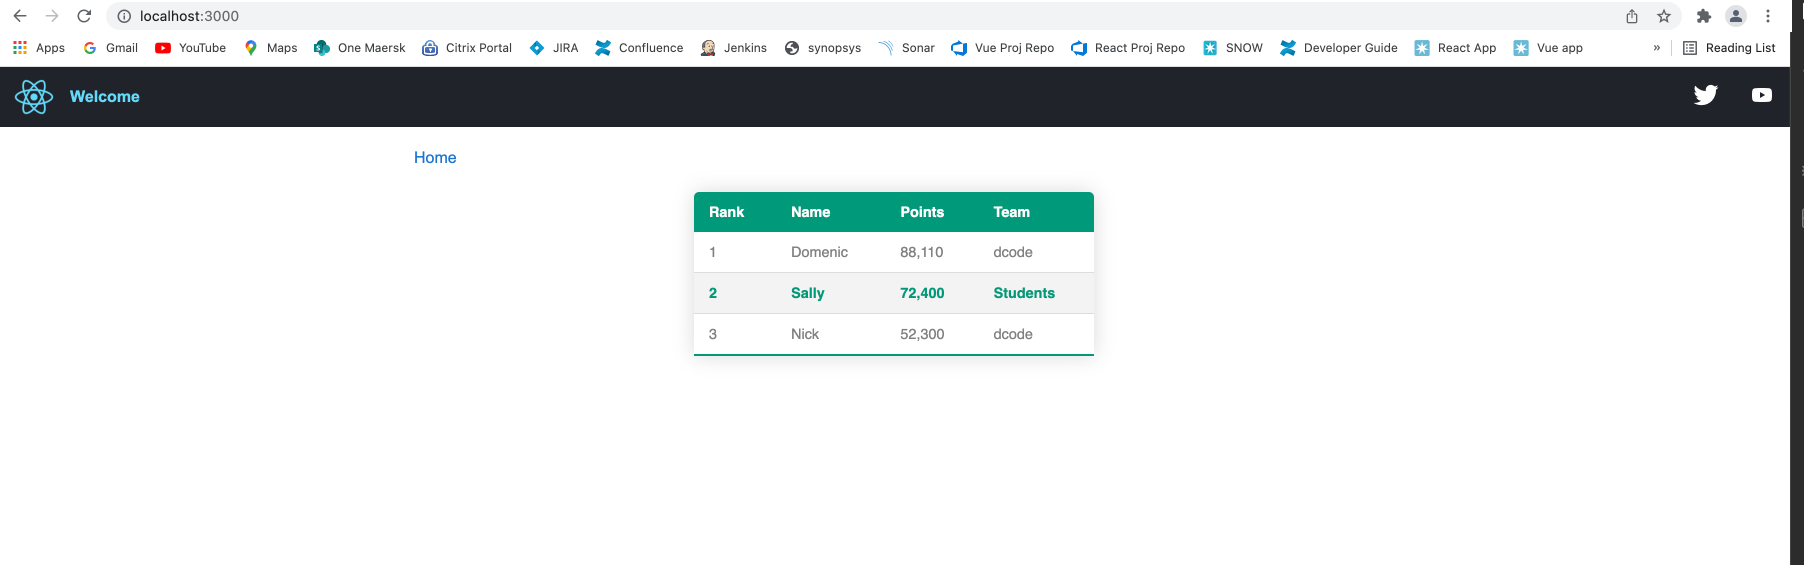 localhost:3000
Apps Gmail YouTube Maps One Maersk Citrix Portal JIRA Confluence Jenkins synopsys Sonar Vue Proj Repo React Proj Repo SNOW Developer Guide React App Vue app » Reading List
Welcome
Home
Rank Name Points Team
1 Domenic 88,110 dcode
2 Sally 72,400 Students
3 Nick 52,300 dcode